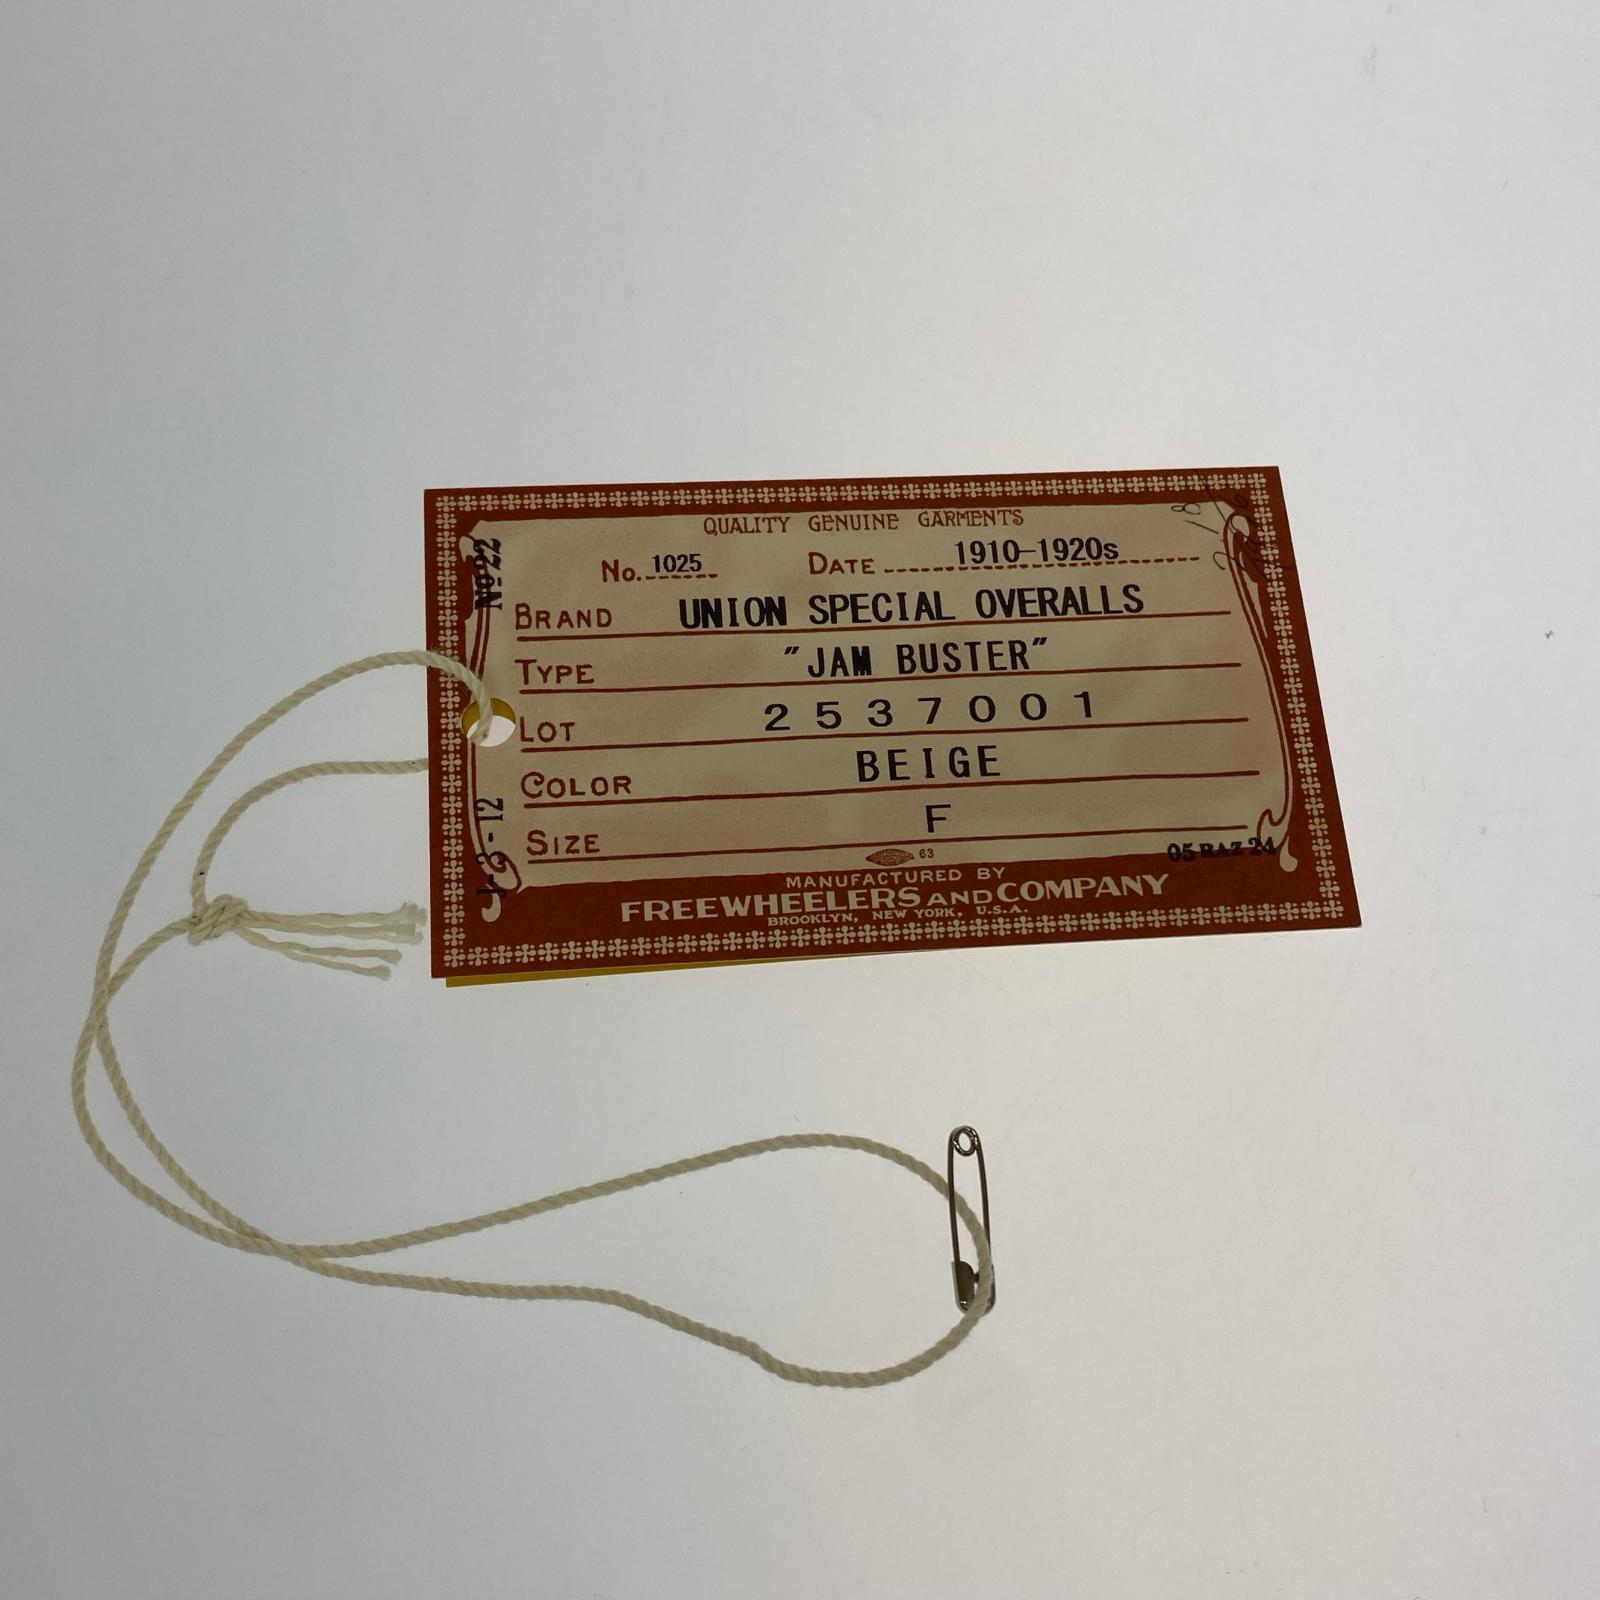 QUALITY GENUINE GARMENTS
No. 1025 DATE 1910-1920s
No 22
BRAND UNION SPECIAL OVERALLS
TYPE "JAM BUSTER"
LOT 2537001
COLOR BEIGE
SIZE F
63
05 RAZ 24
MANUFACTURED BY
FREEWHEELERS AND COMPANY
BROOKLYN, NEW YORK, U.S.A.